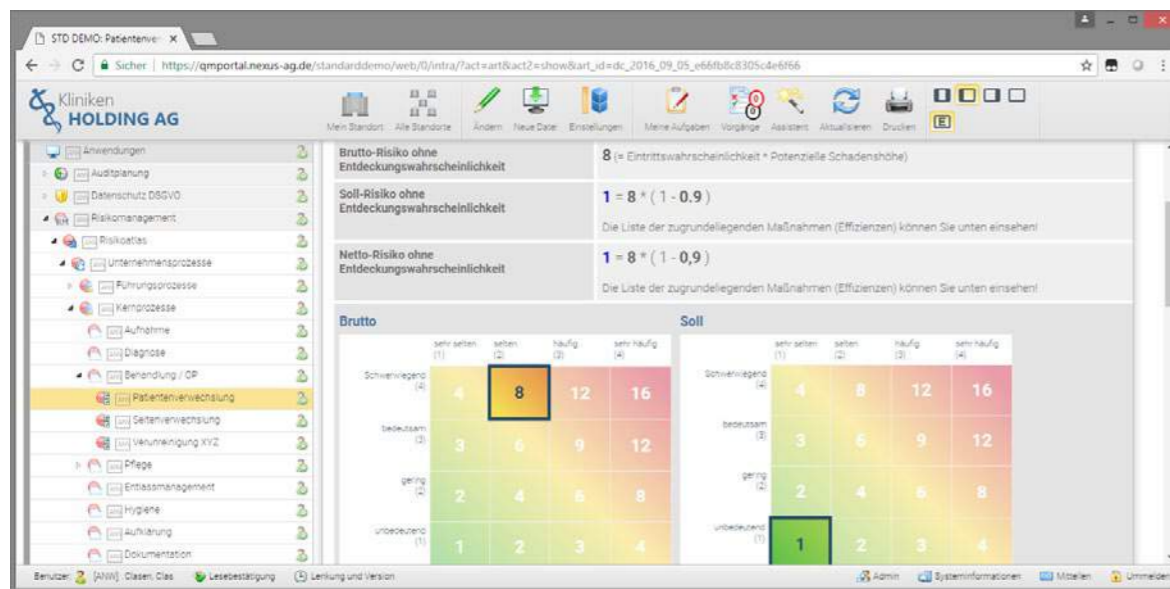 STD DEMO: Patientenve
Sicher | https://qmportal.nexus-ag.de/standarddemo/web/0/intra/?act=art&act2=show&art_id=dc_2016_09_05_e66fb8c8305c4e6f66
Kliniken
HOLDING AG
Mein Standort Alle Standorte Ändern Neue Datei Einstellungen Meine Aufgaben Vorgänge Assistent Aktualisieren Drucken
8
E
Anwendungen
Auditplanung
Datenschutz DSGVO
Risikomanagement
Risikoatlas
Unternehmensprozesse
Führungsprozesse
Kernprozesse
Aufnahme
Diagnose
Behandlung / OP
Patientenverwechslung
Seitenverwechslung
Verunreinigung XYZ
Pflege
Entlassmanagement
Hygiene
Aufklärung
Dokumentation
Brutto-Risiko ohne
Entdeckungswahrscheinlichkeit
8 (= Eintrittswahrscheinlichkeit * Potenzielle Schadenshöhe)
Soll-Risiko ohne
Entdeckungswahrscheinlichkeit
1 = 8 * ( 1 - 0.9 )
Die Liste der zugrundeliegenden Maßnahmen (Effizienzen) können Sie unten einsehen!
Netto-Risiko ohne
Entdeckungswahrscheinlichkeit
1 = 8 * ( 1 - 0,9 )
Die Liste der zugrundeliegenden Maßnahmen (Effizienzen) können Sie unten einsehen!
Brutto
sehr selten selten häufig sehr häufig
(1) (2) (3) (4)
Schwerwiegend
(4)
4 8 12 16
bedeutsam
(3)
3 6 9 12
gering
(2)
2 4 6 8
unbedeutend
(1)
1 2 3 4
Soll
sehr selten selten häufig sehr häufig
(1) (2) (3) (4)
Schwerwiegend
(4)
4 8 12 16
bedeutsam
(3)
3 6 9 12
gering
(2)
2 4 6 8
unbedeutend
(1)
1 2 3 4
Benutzer: [ANW] Clasen, Clas Lesebestätigung Lenkung und Version Admin Systeminformationen Mitteilen Ummelden